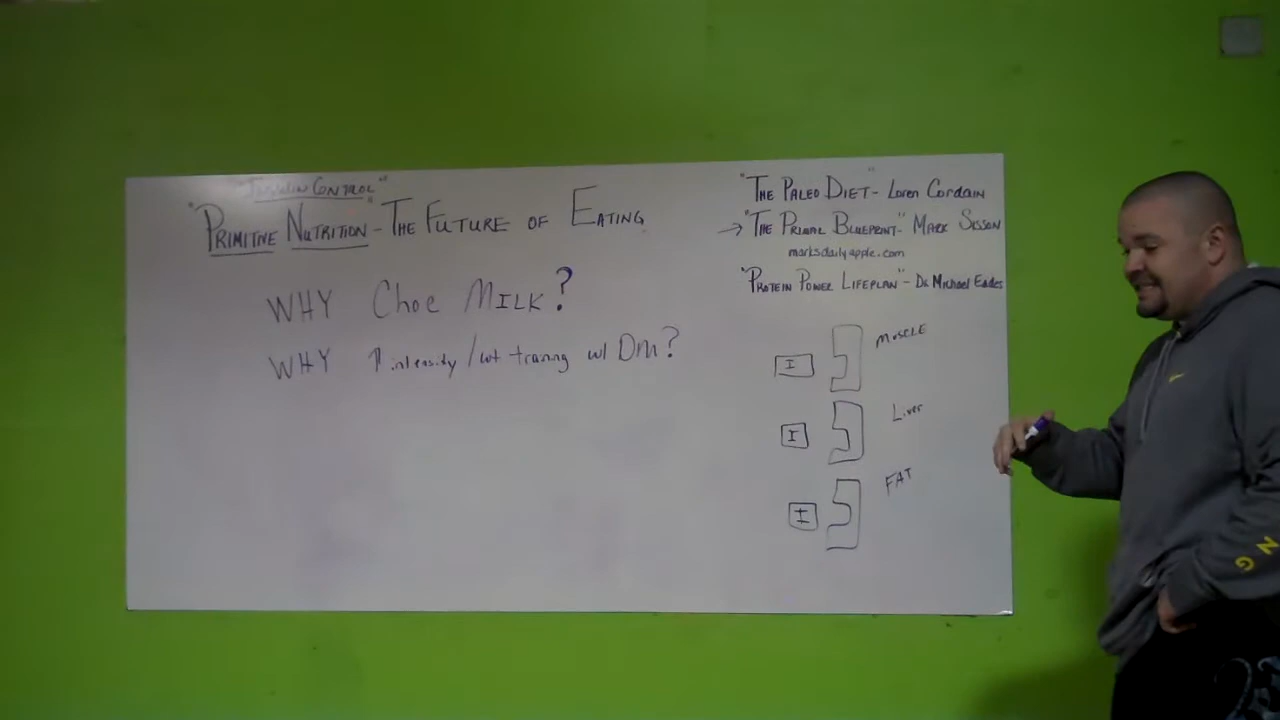 "Insulin Control"
"Primitive Nutrition" - The Future of Eating
Why Choc Milk?
Why ↑ intensity / wt training w/ Dm?
"The Paleo Diet" - Loren Cordain
→ "The Primal Blueprint" - Mark Sisson
marksdailyapple.com
"Protein Power Lifeplan" - Dr Michael Eades
I Muscle
I Liver
I FAT
N
G